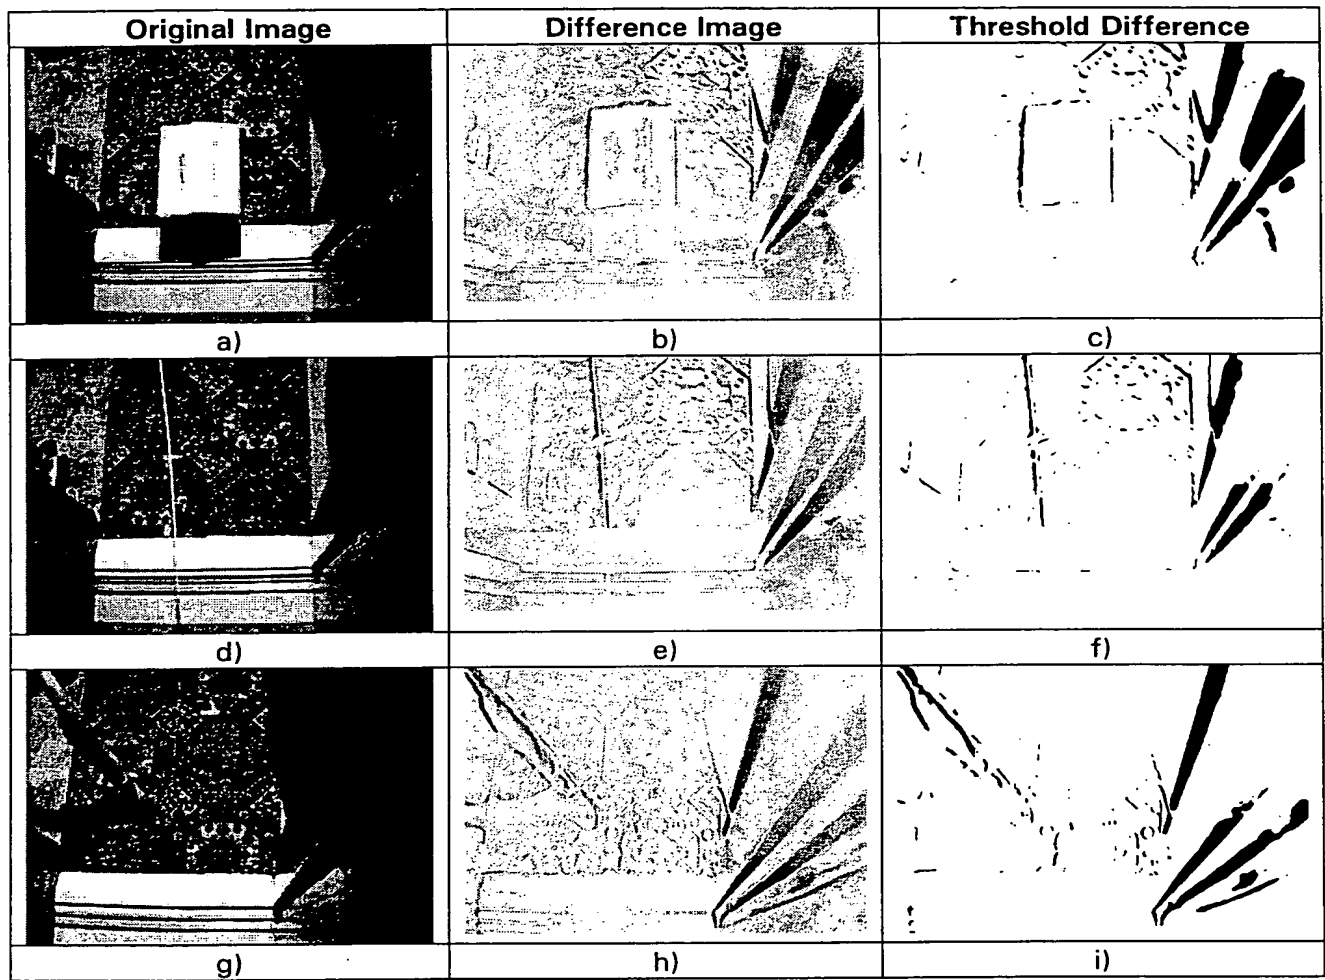 Original Image Difference Image Threshold Difference
a) b) c)
d) e) f)
g) h) i)